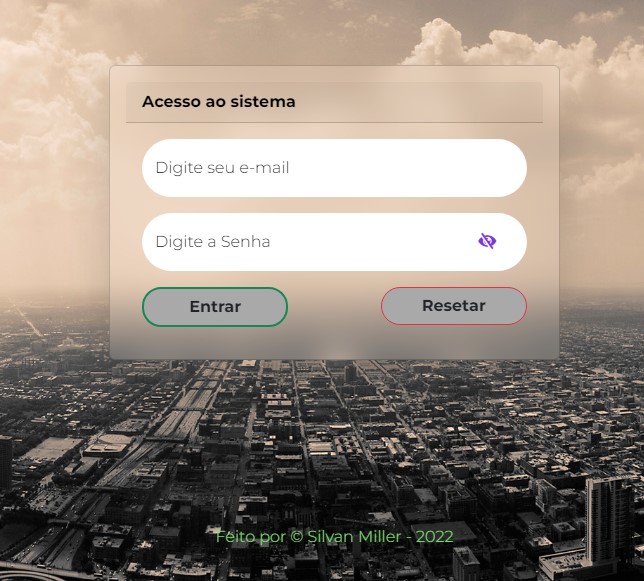 Acesso ao sistema
Digite seu e-mail
Digite a Senha
Entrar
Resetar
Feito por © Silvan Miller - 2022